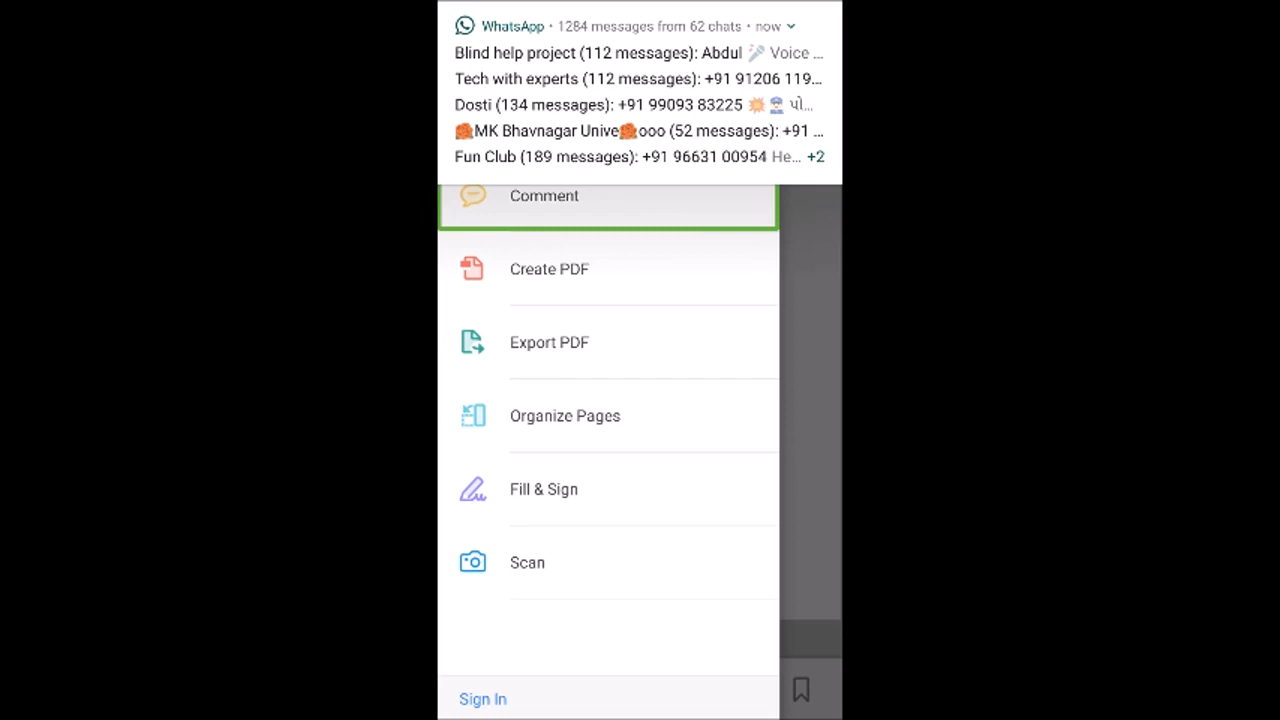 WhatsApp • 1284 messages from 62 chats • now
Blind help project (112 messages): Abdul 🎤 Voice ...
Tech with experts (112 messages): +91 91206 119...
Dosti (134 messages): +91 99093 83225 💥 👮 પો...
MK Bhavnagar Unive ooo (52 messages): +91 ...
Fun Club (189 messages): +91 96631 00954 He... +2
Comment
Create PDF
Export PDF
Organize Pages
Fill & Sign
Scan
Sign In